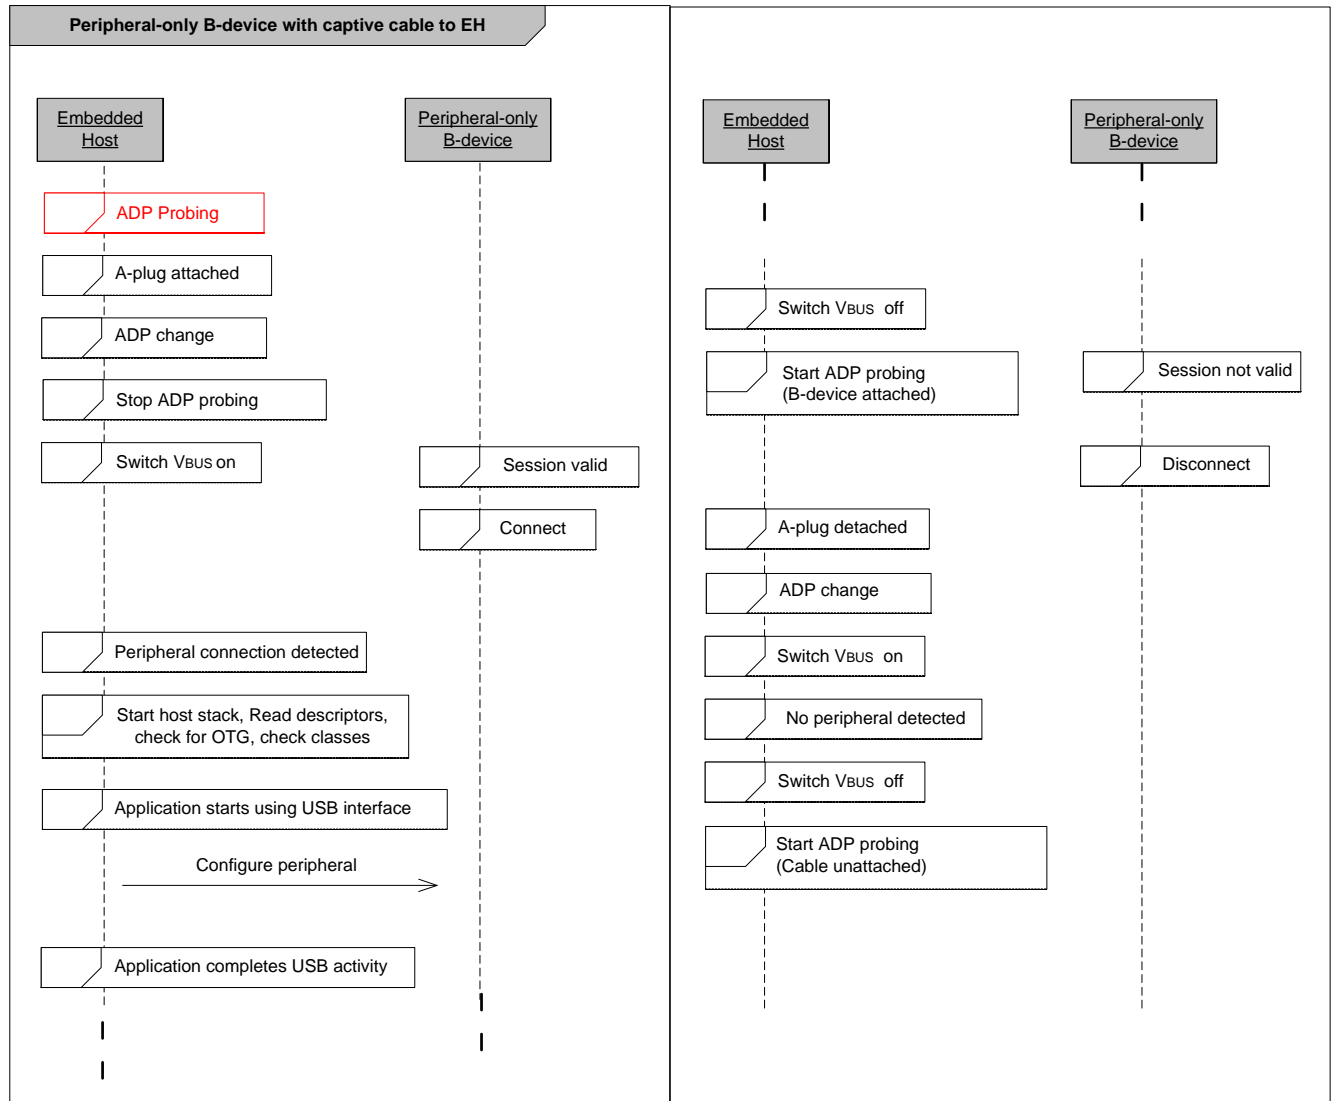 Peripheral-only B-device with captive cable to EH
Embedded
Host
Peripheral-only
B-device
ADP Probing
A-plug attached
ADP change
Stop ADP probing
Switch VBUS on
Session valid
Connect
Peripheral connection detected
Start host stack, Read descriptors,
check for OTG, check classes
Application starts using USB interface
Configure peripheral
Application completes USB activity
Embedded
Host
Peripheral-only
B-device
Switch VBUS off
Start ADP probing
(B-device attached)
Session not valid
Disconnect
A-plug detached
ADP change
Switch VBUS on
No peripheral detected
Switch VBUS off
Start ADP probing
(Cable unattached)